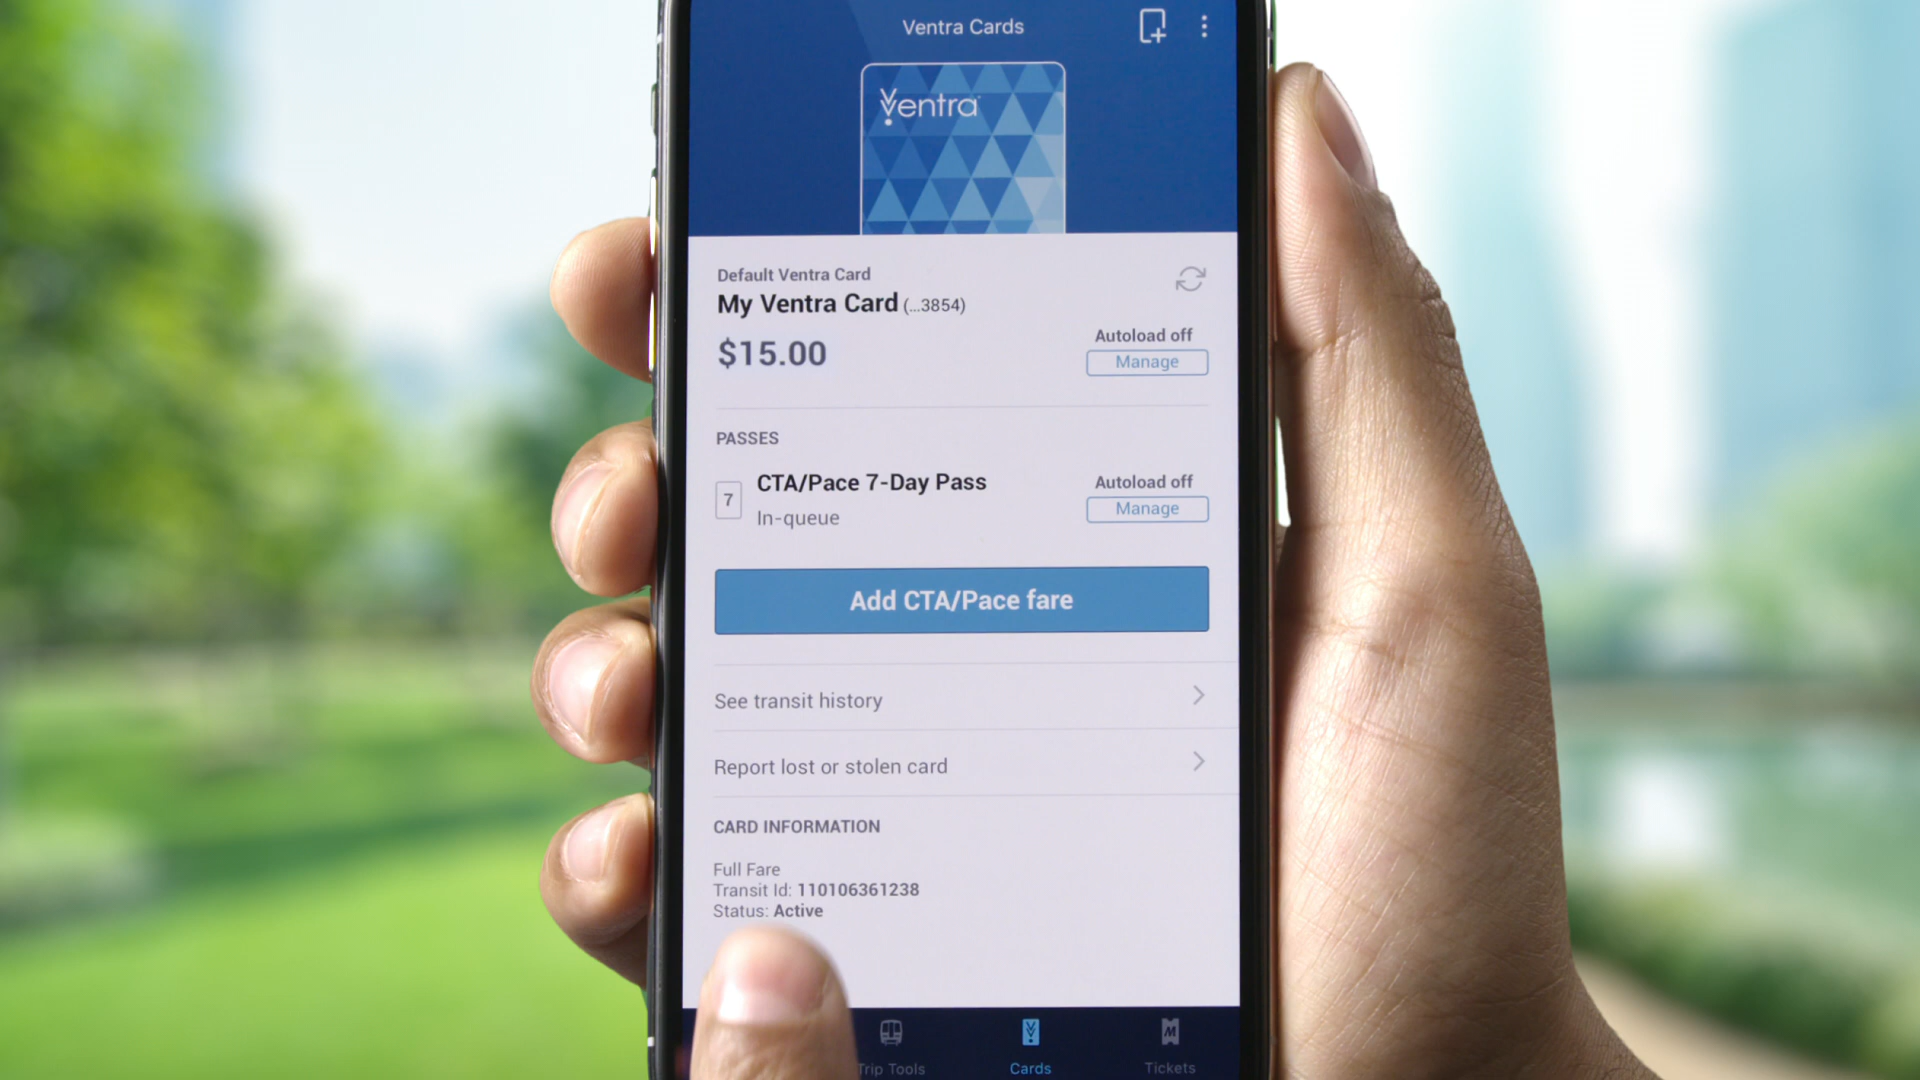 Ventra Cards
Ventra
Default Ventra Card
My Ventra Card (...3854)
$15.00
Autoload off
Manage
PASSES
7
CTA/Pace 7-Day Pass
In-queue
Autoload off
Manage
Add CTA/Pace fare
See transit history
Report lost or stolen card
CARD INFORMATION
Full Fare
Transit Id: 110106361238
Status: Active
Trip Tools
Cards
M
Tickets